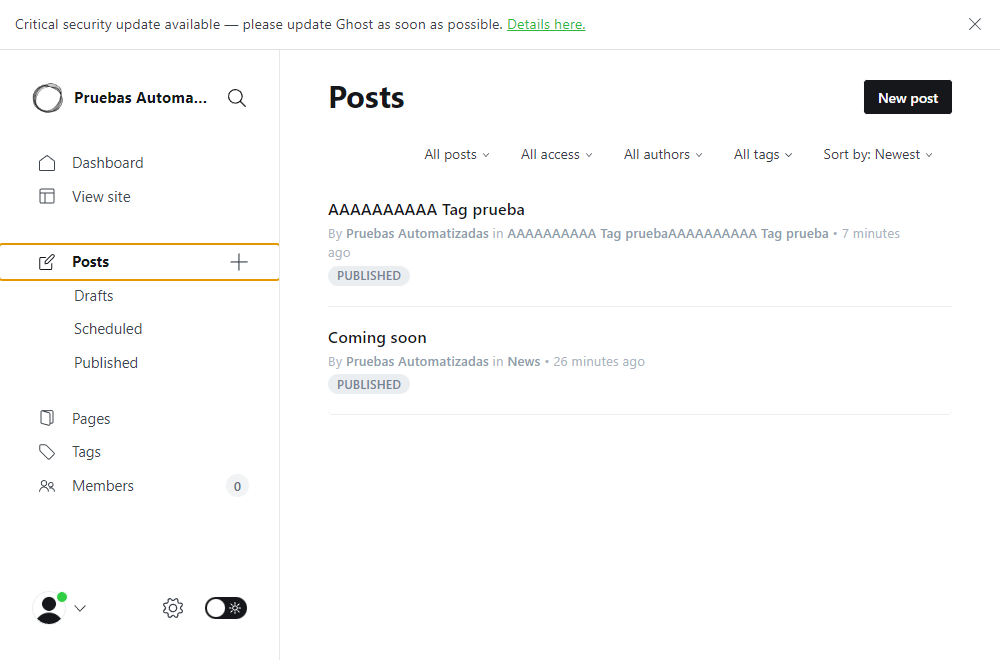 Critical security update available — please update Ghost as soon as possible. Details here.
Pruebas Automa...
Dashboard
View site
Posts
Drafts
Scheduled
Published
Pages
Tags
Members 0
Posts
New post
All posts All access All authors All tags Sort by: Newest
AAAAAAAAAA Tag prueba
By Pruebas Automatizadas in AAAAAAAAAA Tag pruebaAAAAAAAAAA Tag prueba • 7 minutes
ago
PUBLISHED
Coming soon
By Pruebas Automatizadas in News • 26 minutes ago
PUBLISHED